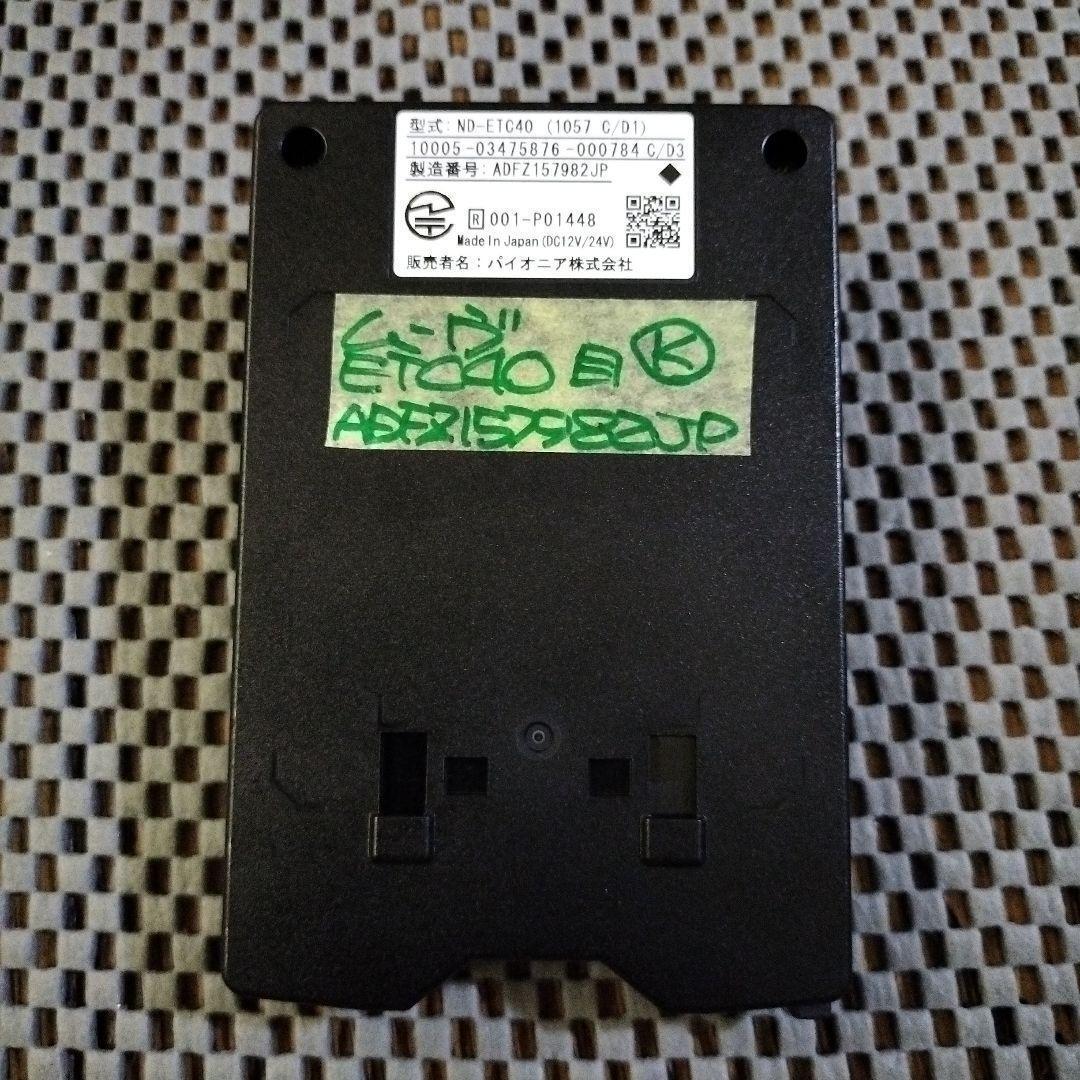 型式: ND-ETC40 (1057 C/D1)
10005-03475876-000784 C/D3
製造番号: ADFZ157982JP
R 001-P01448
Made In Japan (DC12V/24V)
販売者名：パイオニア株式会社
ムーヴ
ETC40 自 K
ADFZ157982JP